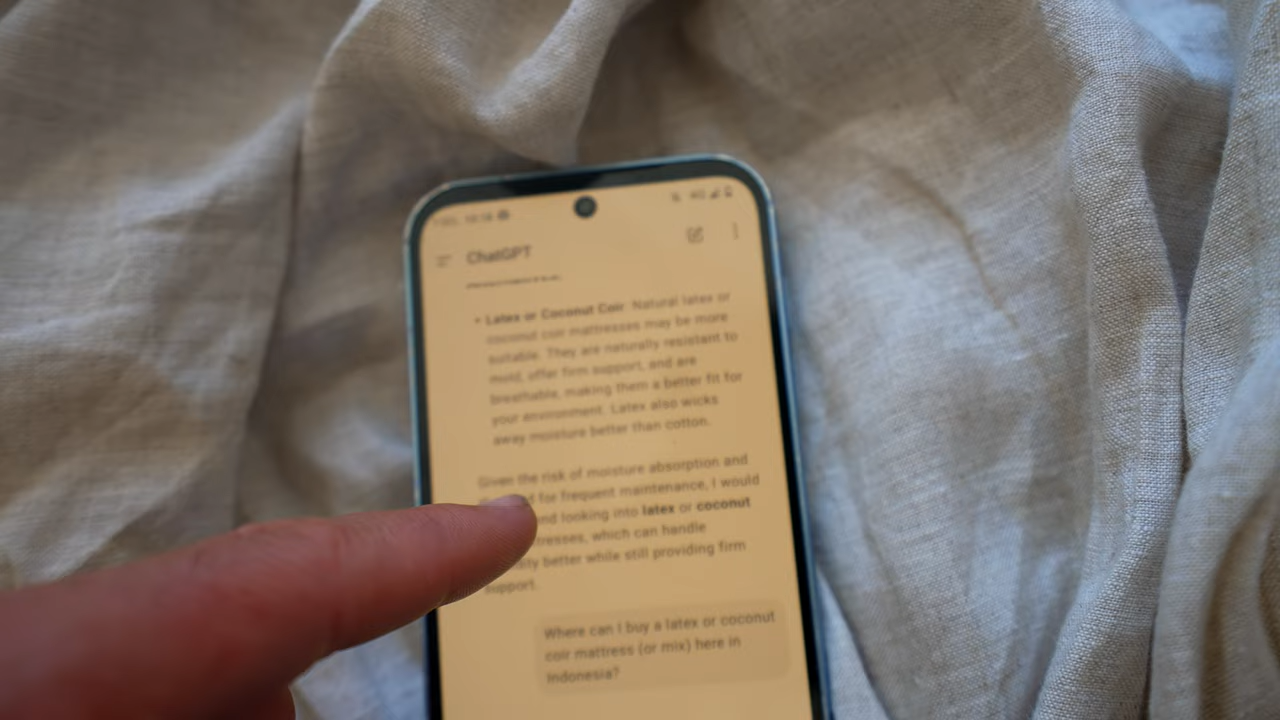 10:16
ChatGPT
• Latex or Coconut Coir: Natural latex or
coconut coir mattresses may be more
suitable. They are naturally resistant to
mold, offer firm support, and are
breathable, making them a better fit for
your environment. Latex also wicks
away moisture better than cotton.
Given the risk of moisture absorption and
for frequent maintenance, I would
looking into latex or coconut
which can handle
better while still providing firm
support.
Where can I buy a latex or coconut
coir mattress (or mix) here in
Indonesia?